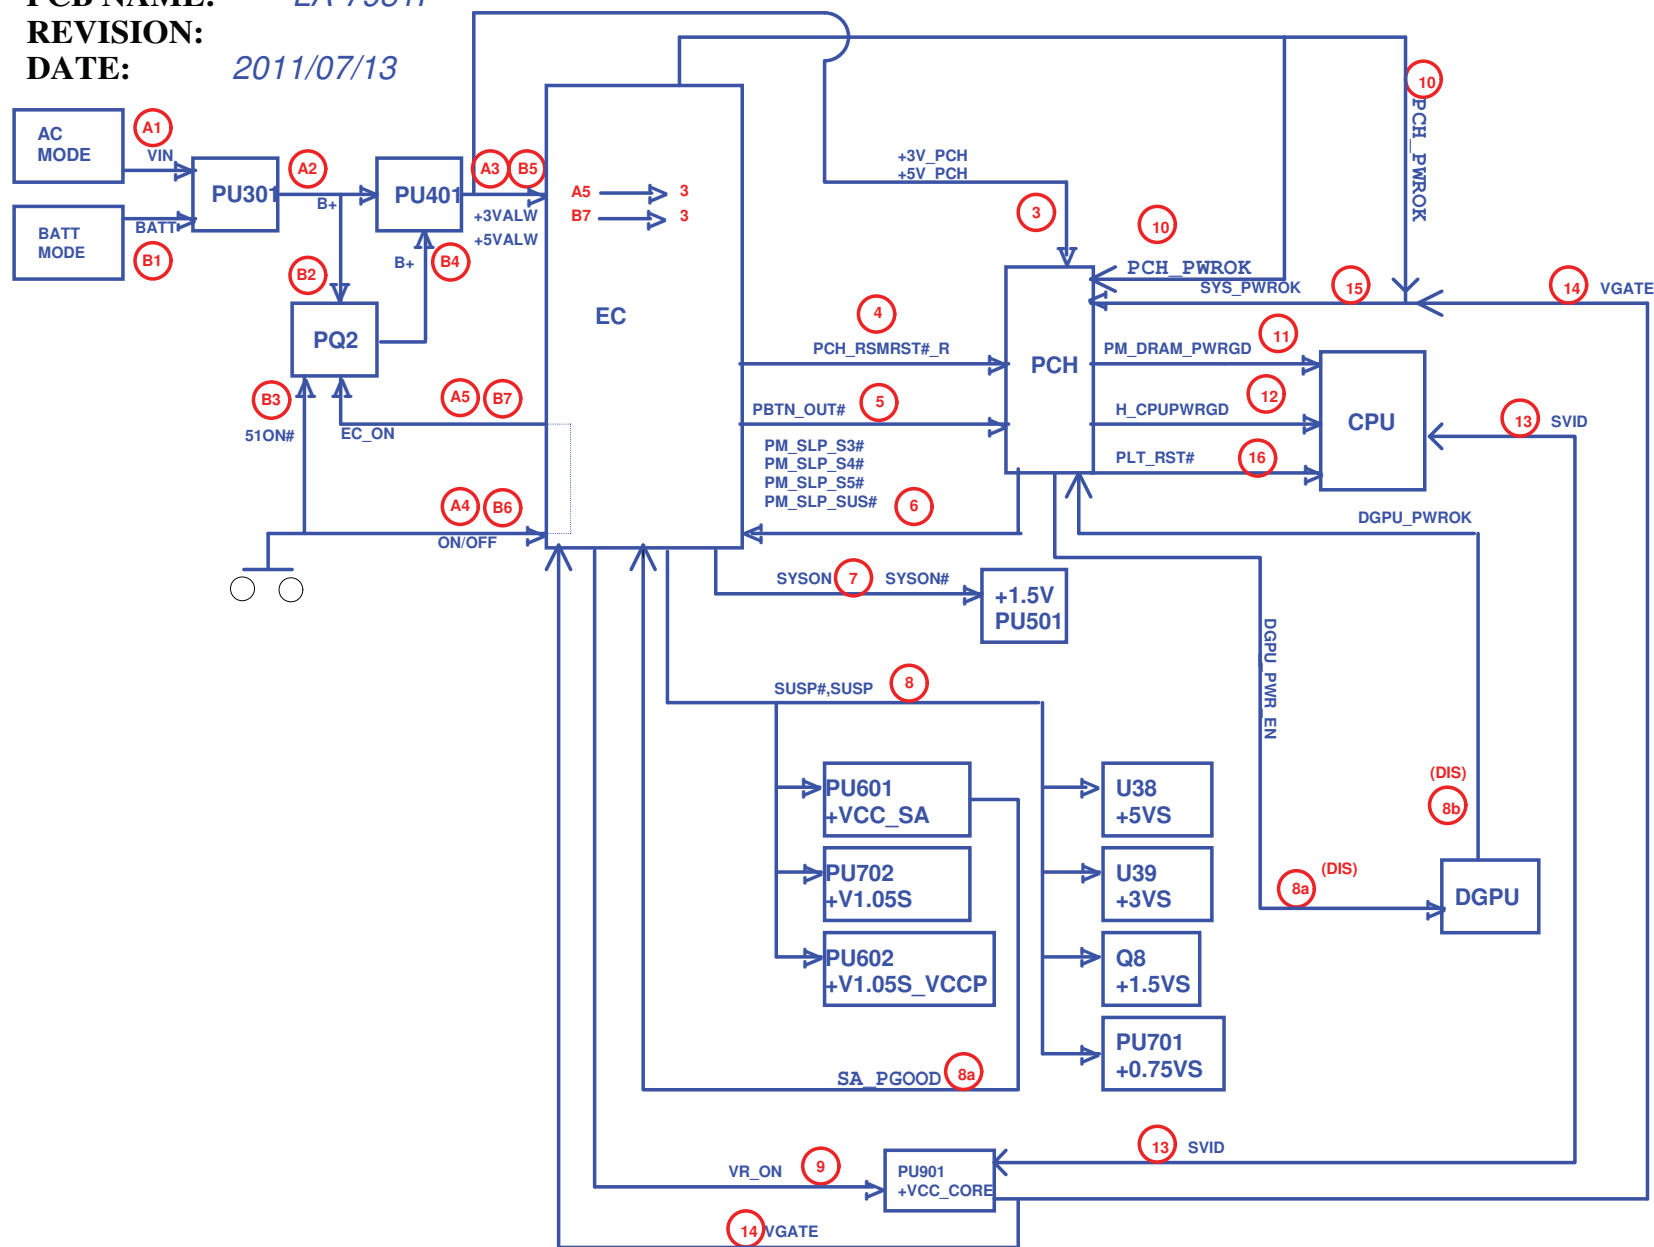 REVISION:
DATE: 2011/07/13
AC
MODE
A1
VIN
BATT
MODE
BATT
B1
PU301
A2
B+
PU401
A3 B5
+3VALW
+5VALW
B2
B+
B4
PQ2
B3
51ON#
EC_ON
A5 B7
A4 B6
ON/OFF
A5 3
B7 3
EC
+3V_PCH
+5V_PCH
3
10
PCH_PWROK
10
PCH_PWROK
SYS_PWROK
15
14 VGATE
4
PCH_RSMRST#_R
PCH
PM_DRAM_PWRGD
11
PBTN_OUT#
5
H_CPUPWRGD
12
CPU
13 SVID
PM_SLP_S3#
PM_SLP_S4#
PM_SLP_S5#
PM_SLP_SUS#
6
PLT_RST#
16
DGPU_PWROK
SYSON 7 SYSON#
+1.5V
PU501
DGPU_PWR_EN
SUSP#,SUSP
8
PU601
+VCC_SA
PU702
+V1.05S
PU602
+V1.05S_VCCP
U38
+5VS
U39
+3VS
Q8
+1.5VS
PU701
+0.75VS
(DIS)
8b
(DIS)
8a
DGPU
SA_PGOOD
8a
VR_ON
9
PU901
+VCC_CORE
13 SVID
14 VGATE